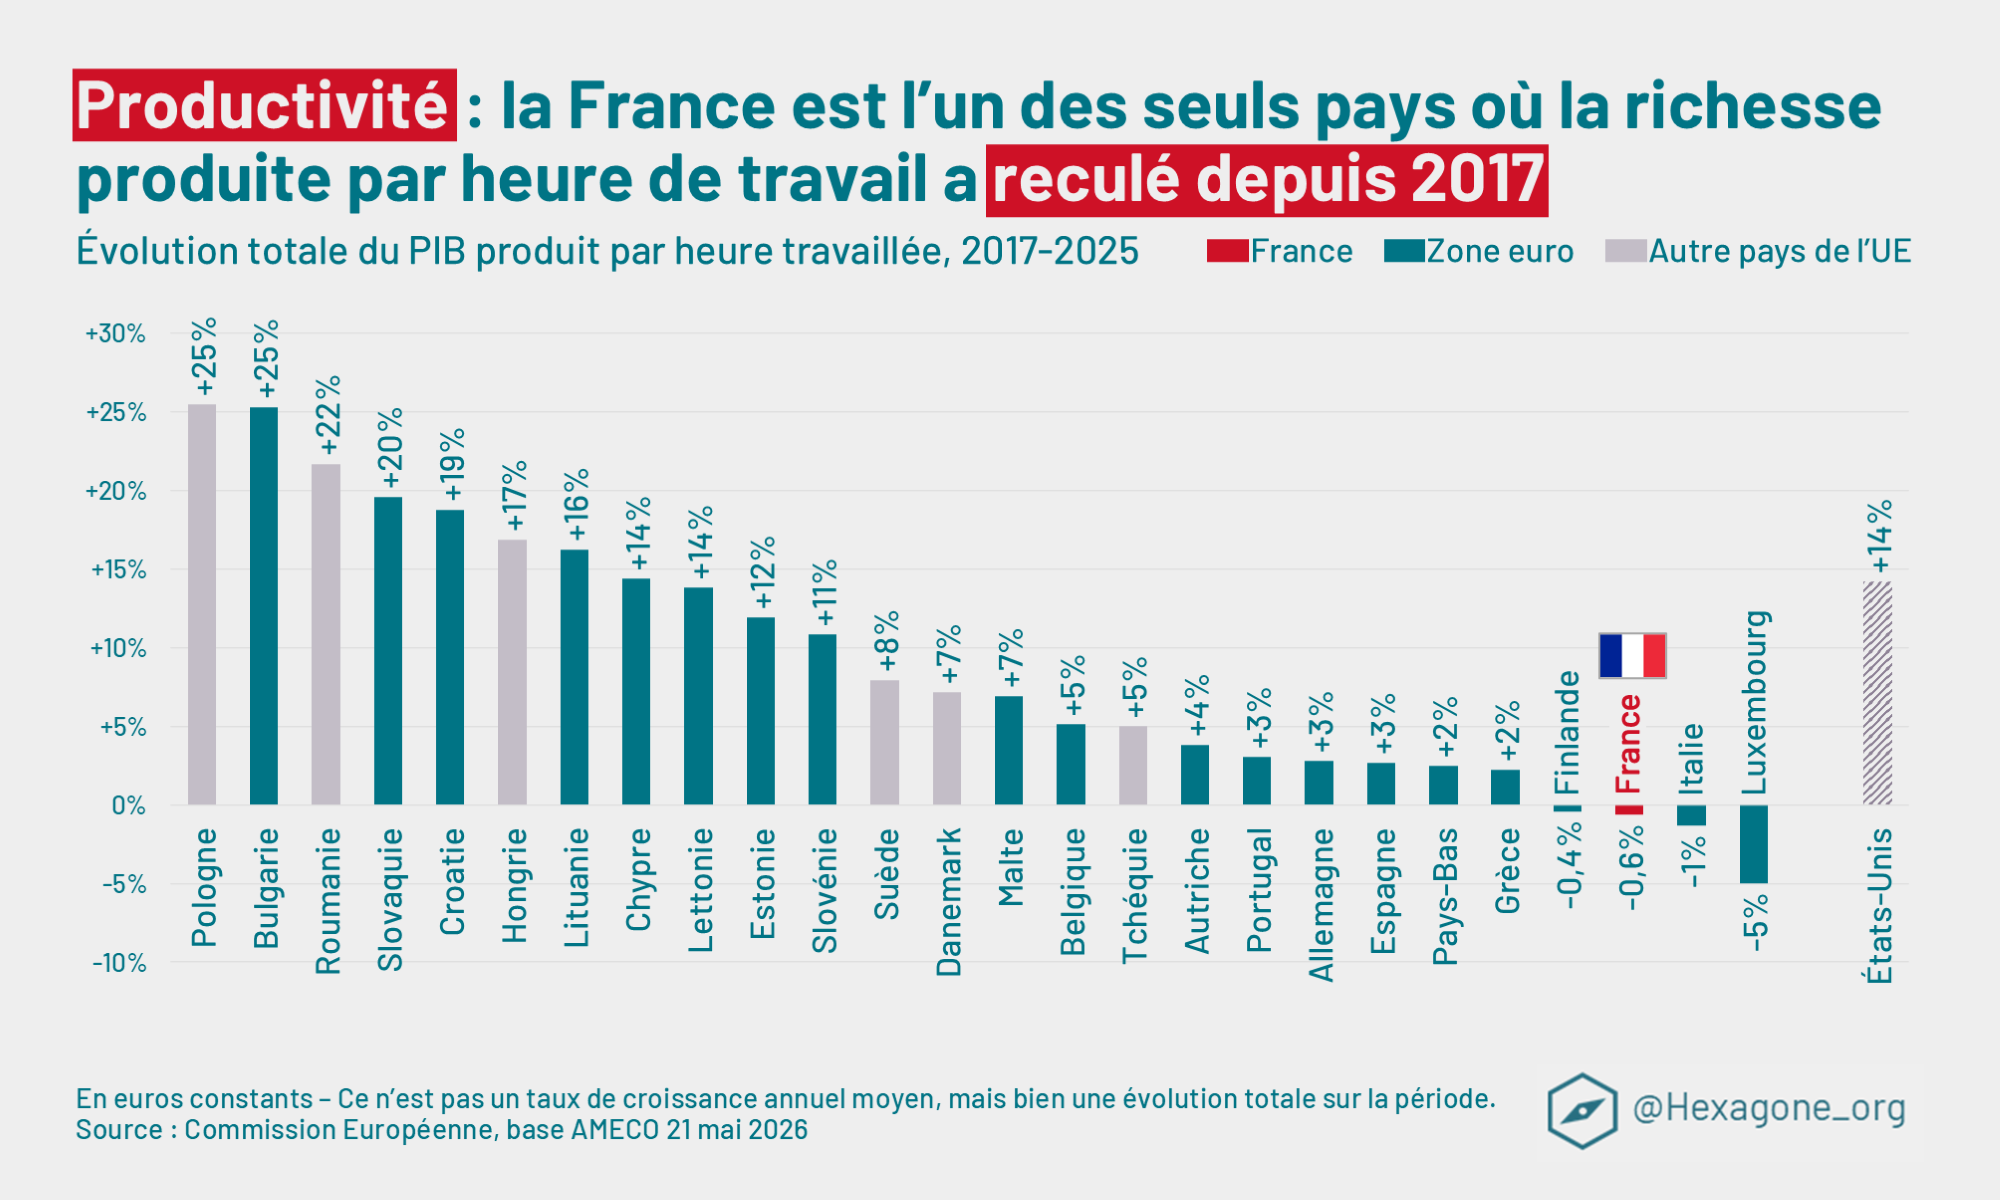 Productivité : la France est l’un des seuls pays où la richesse
produite par heure de travail a reculé depuis 2017
Évolution totale du PIB produit par heure travaillée, 2017-2025
France
Zone euro
Autre pays de l’UE
+30%
+25%
+20%
+15%
+10%
+5%
0%
-5%
-10%
+25%
+25%
+22%
+20%
+19%
+17%
+16%
+14%
+14%
+12%
+11%
+8%
+7%
+7%
+5%
+5%
+4%
+3%
+3%
+3%
+2%
+2%
-0,4%
-0,6%
-1%
-5%
+14%
Pologne
Bulgarie
Roumanie
Slovaquie
Croatie
Hongrie
Lituanie
Chypre
Lettonie
Estonie
Slovénie
Suède
Danemark
Malte
Belgique
Tchéquie
Autriche
Portugal
Allemagne
Espagne
Pays-Bas
Grèce
Finlande
France
Italie
Luxembourg
États-Unis
En euros constants – Ce n’est pas un taux de croissance annuel moyen, mais bien une évolution totale sur la période.
Source : Commission Européenne, base AMECO 21 mai 2026
@Hexagone_org